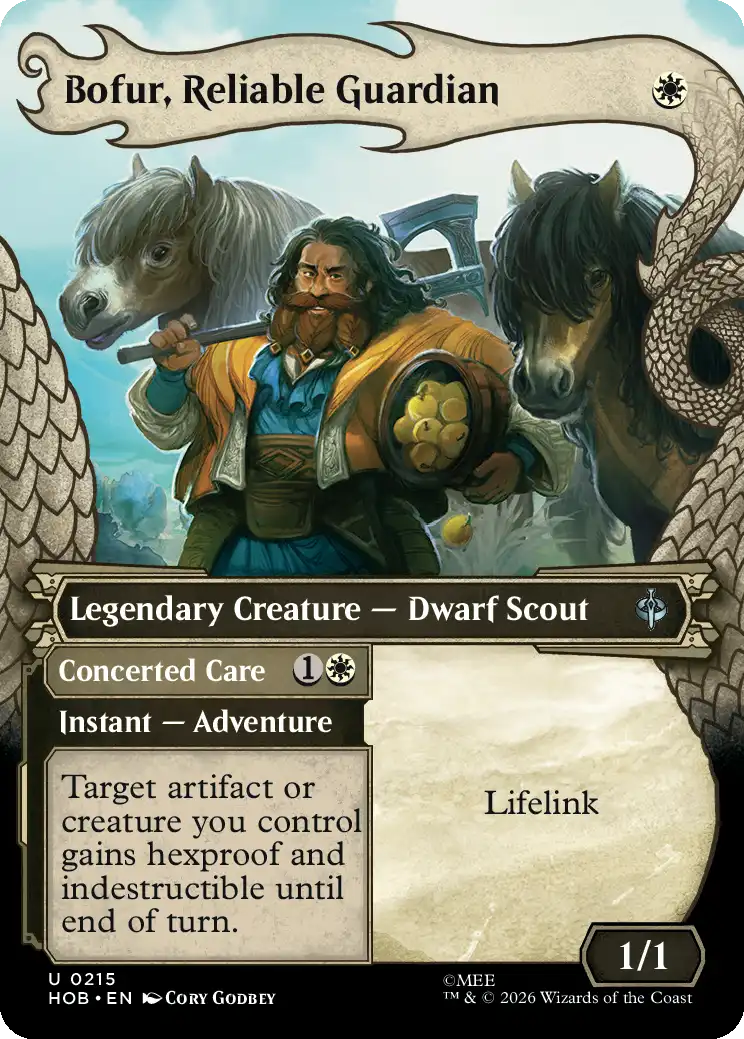 Bofur, Reliable Guardian
Legendary Creature — Dwarf Scout
Concerted Care 1
Instant — Adventure
Target artifact or
creature you control
gains hexproof and
indestructible until
end of turn.
Lifelink
1/1
U 0215
HOB • EN Cory Godbey
©MEE
™ & © 2026 Wizards of the Coast